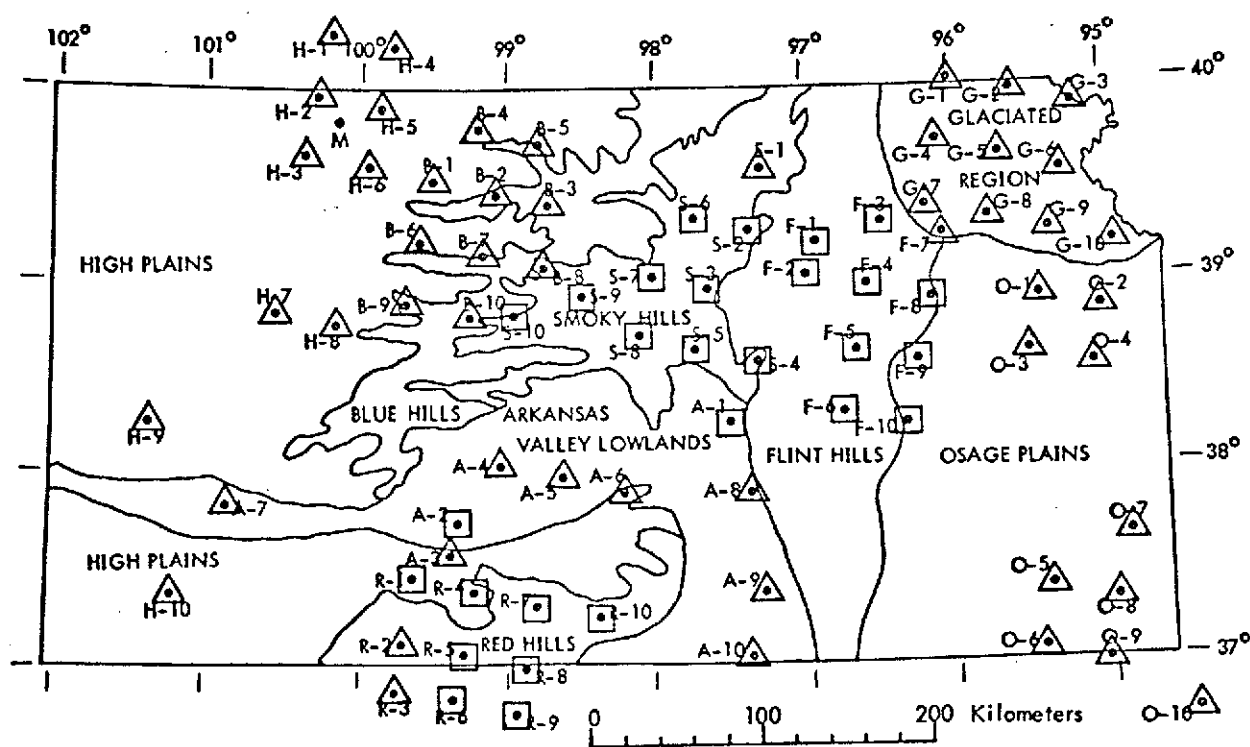 102° 101° 100° 99° 98° 97° 96° 95°
H-1 H-4
40°
H-2 H-5 B-4 B-5 G-1 G-2 G-3
M
GLACIATED
H-3 H-6 B-1 B-2 B-3 S-1 G-4 G-5 G-6
REGION
B-6 B-7 S-6 S-2 F-1 F-3 G-7 G-8 G-9 G-10
F-7
HIGH PLAINS
39°
B-8 S-7 S-3 F-2 F-4 F-8 O-1 O-2
H-7 H-8 B-9 B-10 S-10 S-9
SMOKY HILLS
S-8 S-5 S-4 F-5 F-9 O-3 O-4
H-9
BLUE HILLS ARKANSAS
A-1 F-6 F-10
VALLEY LOWLANDS
FLINT HILLS OSAGE PLAINS
38°
A-4 A-5 A-6 A-8
A-7 A-2 O-7
A-3
HIGH PLAINS
H-10 R-4 R-7 R-10 A-9 O-5 O-8
RED HILLS
R-2 R-5 R-8 A-10 O-6 O-9
37°
R-3 R-6 R-9
0 100 200 Kilometers
O-10